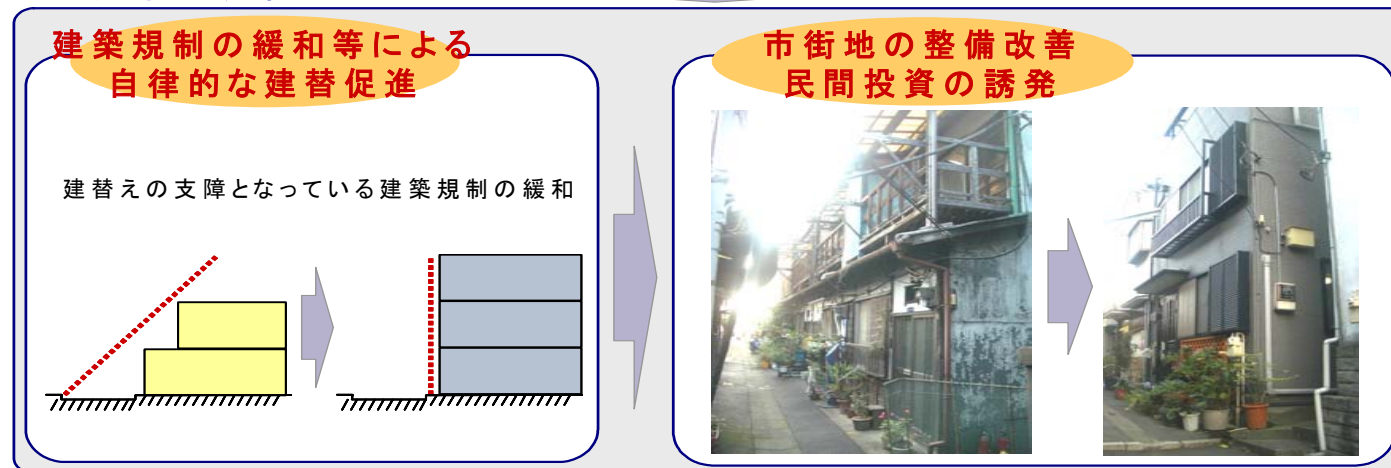 建築規制の緩和等による
自律的な建替促進
建替えの支障となっている建築規制の緩和
市街地の整備改善
民間投資の誘発